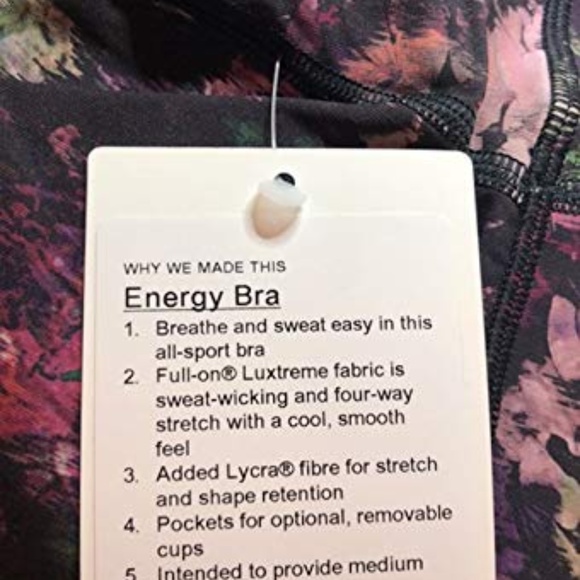 WHY WE MADE THIS
Energy Bra
1. Breathe and sweat easy in this
all-sport bra
2. Full-on® Luxtreme fabric is
sweat-wicking and four-way
stretch with a cool, smooth
feel
3. Added Lycra® fibre for stretch
and shape retention
4. Pockets for optional, removable
cups
5. Intended to provide medium